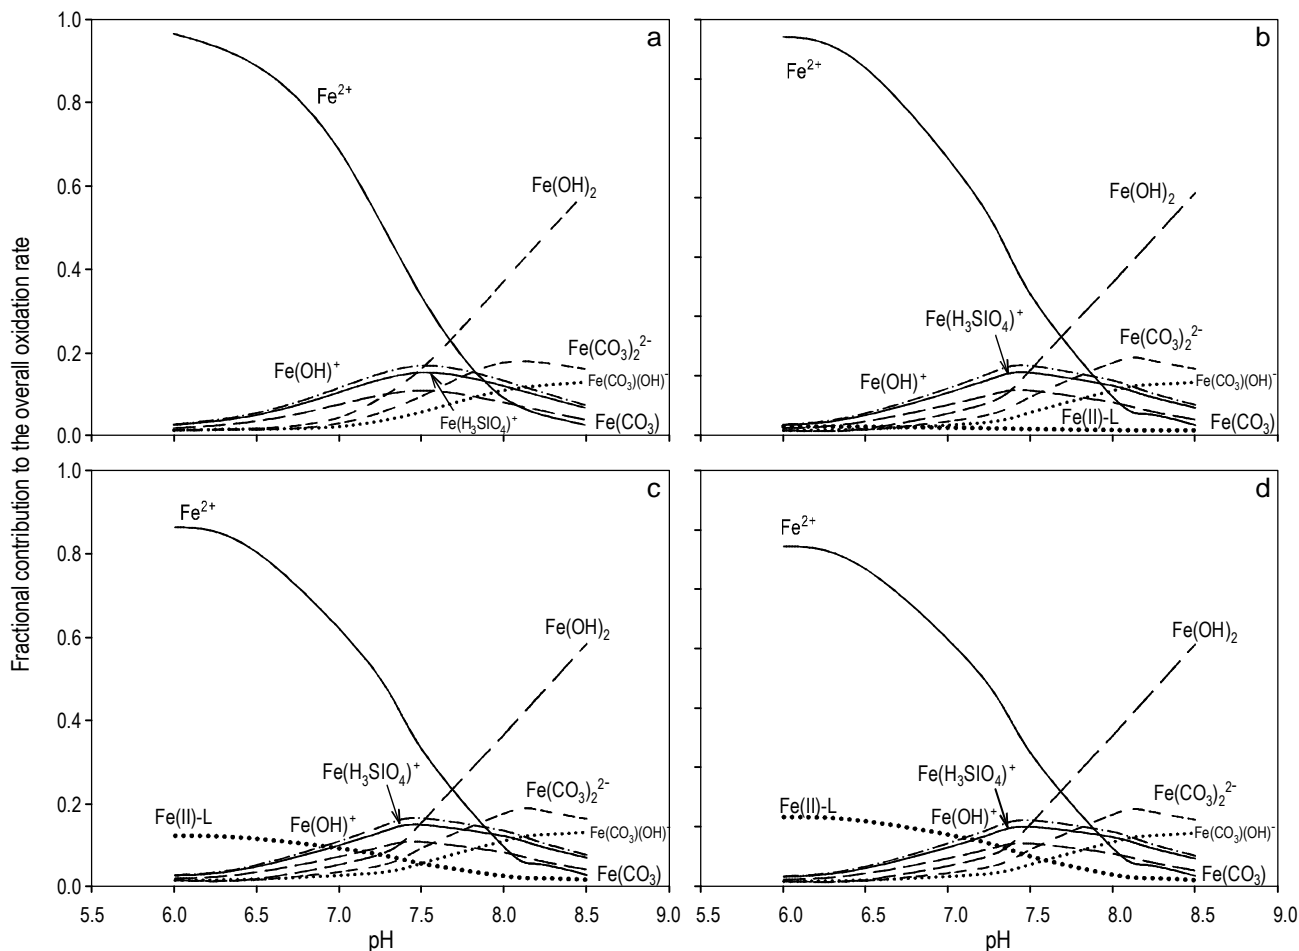 Fractional contribution to the overall oxidation rate
1.0
0.8
0.6
0.4
0.2
0.0
a
Fe²⁺
Fe(OH)₂
Fe(CO₃)₂²⁻
Fe(OH)⁺
Fe(CO₃)(OH)⁻
Fe(H₃SIO₄)⁺
Fe(CO₃)
b
Fe²⁺
Fe(OH)₂
Fe(H₃SIO₄)⁺
Fe(CO₃)₂²⁻
Fe(OH)⁺
Fe(CO₃)(OH)⁻
Fe(II)-L
Fe(CO₃)
1.0
0.8
0.6
0.4
0.2
0.0
c
Fe²⁺
Fe(OH)₂
Fe(H₃SIO₄)⁺
Fe(CO₃)₂²⁻
Fe(II)-L
Fe(OH)⁺
Fe(CO₃)(OH)⁻
Fe(CO₃)
5.5 6.0 6.5 7.0 7.5 8.0 8.5 9.0
pH
d
Fe²⁺
Fe(OH)₂
Fe(H₃SIO₄)⁺
Fe(CO₃)₂²⁻
Fe(II)-L
Fe(OH)⁺
Fe(CO₃)(OH)⁻
Fe(CO₃)
5.5 6.0 6.5 7.0 7.5 8.0 8.5 9.0
pH